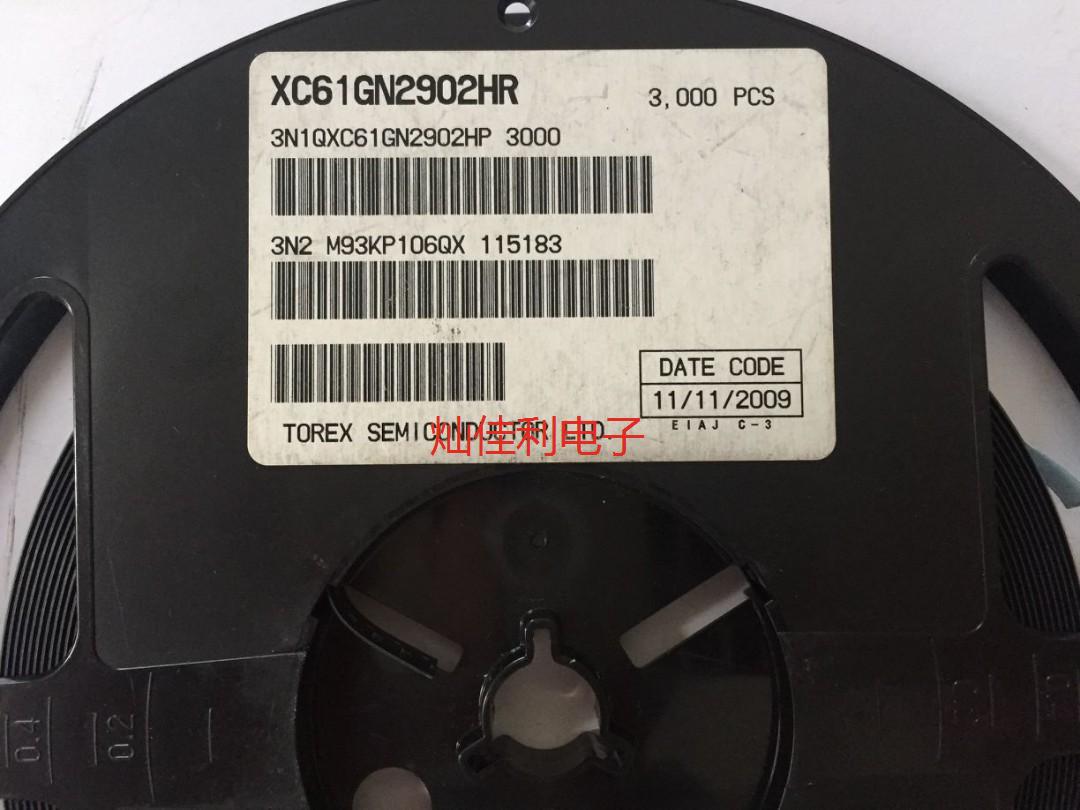 XC61GN2902HR
3,000 PCS
3N1QXC61GN2902HP 3000
3N2 M93KP106QX 115183
DATE CODE
11/11/2009
EIAJ C-3
TOREX SEMICONDUCTOR LTD.
灿佳利电子
0.4
0.2